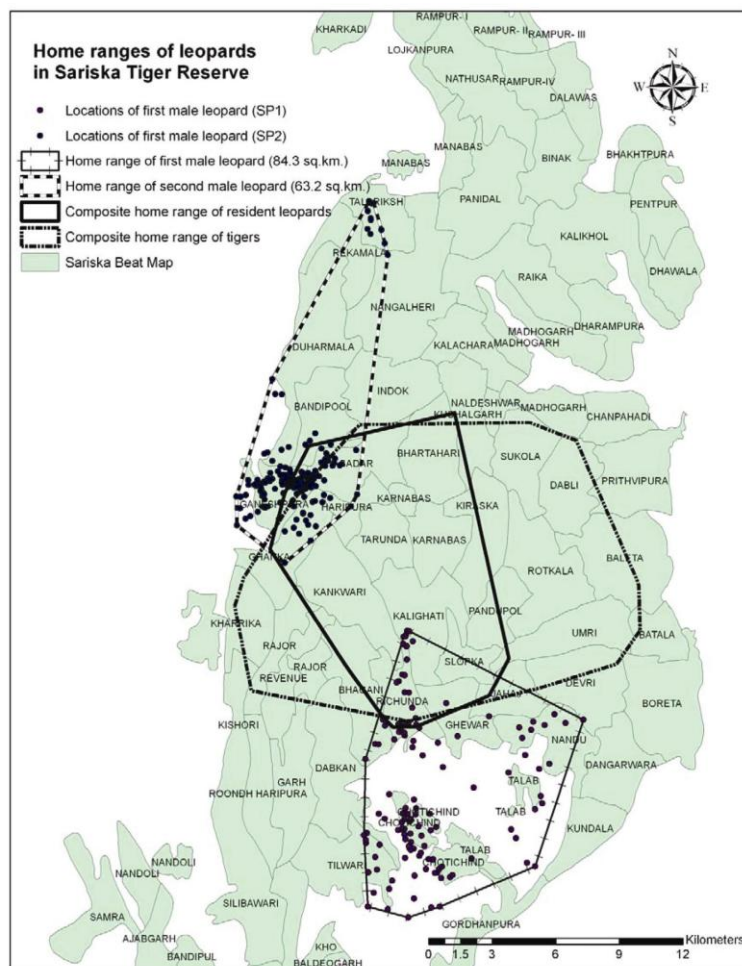 Home ranges of leopards
in Sariska Tiger Reserve
Locations of first male leopard (SP1)
Locations of first male leopard (SP2)
Home range of first male leopard (84.3 sq.km.)
Home range of second male leopard (63.2 sq.km.)
Composite home range of resident leopards
Composite home range of tigers
Sariska Beat Map
N
W E
S
RAMPUR- I
KHARKADI
RAMPUR- II
RAMPUR- III
LOJKANPURA
NATHUSAR
RAMPUR-IV
DALAWAS
MANABAS
MANABAS
BINAK
BHAKHTPURA
PANIDAL
PENTPUR
KALIKHOL
REKAMALA
RAIKA
DHAWALA
NANGALHERI
MADHOGARH
DHARAMPURA
DUHARMALA
KALACHARA
MADHOGARH
INDOK
NALDESHWAR
MADHOGARH
BANDIPOOL
CHANPAHADI
BHARTAHARI
SUKOLA
DABLI
PRITHVIPURA
KARNABAS
KIRASKA
HARIPURA
TARUNDA
KARNABAS
BALETA
ROTKALA
KANKWARI
KALIGHATI
PANDUPOL
UMRI
BATALA
RAJOR
RAJOR
SLOPKA
REVENUE
BHAGANI
RICHUNDA
DEVRI
BORETA
KISHORI
GHEWAR
NANDU
DABKAN
DANGARWARA
GARH
TALAB
ROONDH HARIPURA
CHOTICHIND
TALAB
KUNDALA
TILWAR
TALAB
CHOTICHIND
NANDOLI
NANDOLI
SILIBAWARI
SAMRA
GORDHANPURA
AJABGARH
KHO
BANDIPUL
BALDEOGARH
Kilometers
0 1.5 3 6 9 12